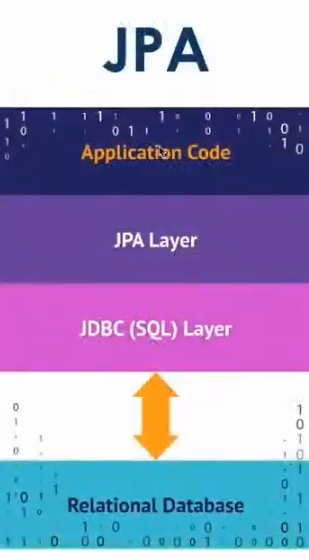 JPA
Application Code
JPA Layer
JDBC (SQL) Layer
Relational Database